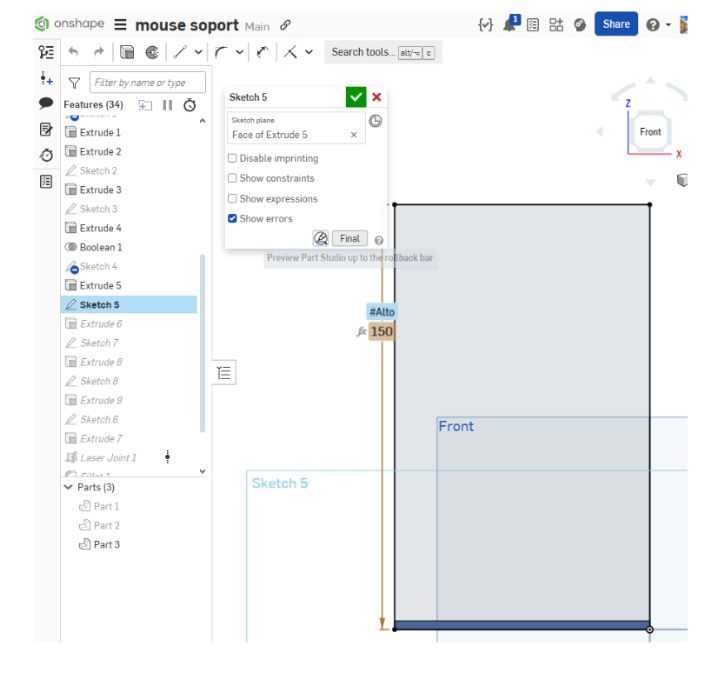 onshape mouse soport Main
1
Share
Search tools... alt/⌥ c
Filter by name or type
Features (34)
Extrude 1
Extrude 2
Sketch 2
Extrude 3
Sketch 3
Extrude 4
Boolean 1
Sketch 4
Extrude 5
Sketch 5
Extrude 6
Sketch 7
Extrude 8
Sketch 8
Extrude 9
Sketch 6
Extrude 7
Laser Joint 1
Parts (3)
Part 1
Part 2
Part 3
Sketch 5
Sketch plane
Face of Extrude 5
Disable imprinting
Show constraints
Show expressions
Show errors
Final
Preview Part Studio up to the rollback bar
#Alto
fx 150
Front
Sketch 5
Z
Front
X